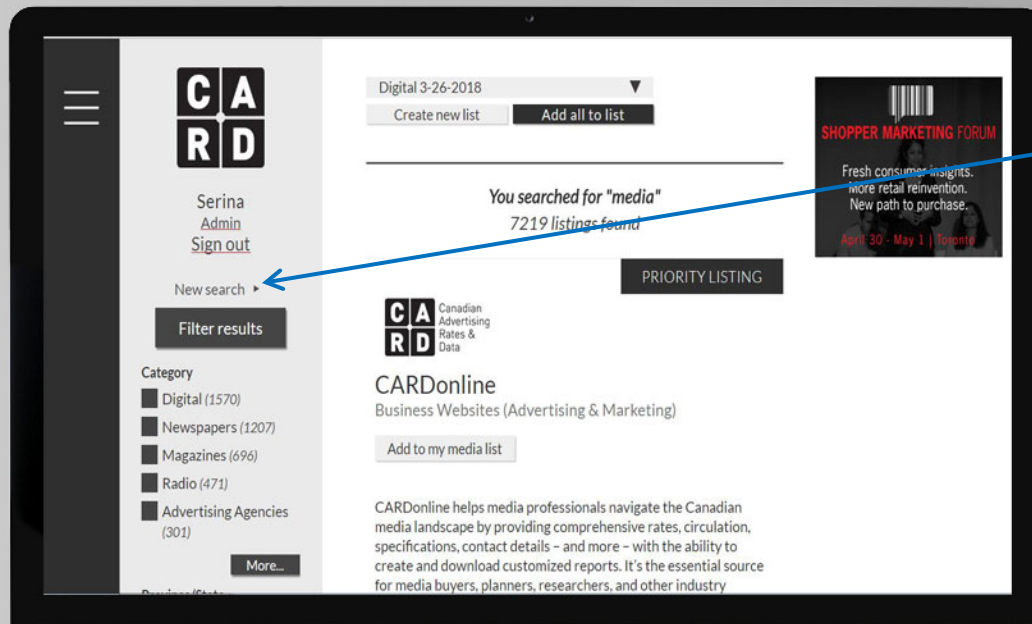 CA
RD
Serina
Admin
Sign out
New search
Filter results
Category
Digital (1570)
Newspapers (1207)
Magazines (696)
Radio (471)
Advertising Agencies
(301)
More...
Digital 3-26-2018
Create new list
Add all to list
You searched for "media"
7219 listings found
PRIORITY LISTING
CA
RD
Canadian
Advertising
Rates &
Data
CARDonline
Business Websites (Advertising & Marketing)
Add to my media list
CARDonline helps media professionals navigate the Canadian
media landscape by providing comprehensive rates, circulation,
specifications, contact details – and more – with the ability to
create and download customized reports. It's the essential source
for media buyers, planners, researchers, and other industry
SHOPPER MARKETING FORUM
Fresh consumer insights.
More retail reinvention.
New path to purchase.
April 30 - May 1 | Toronto